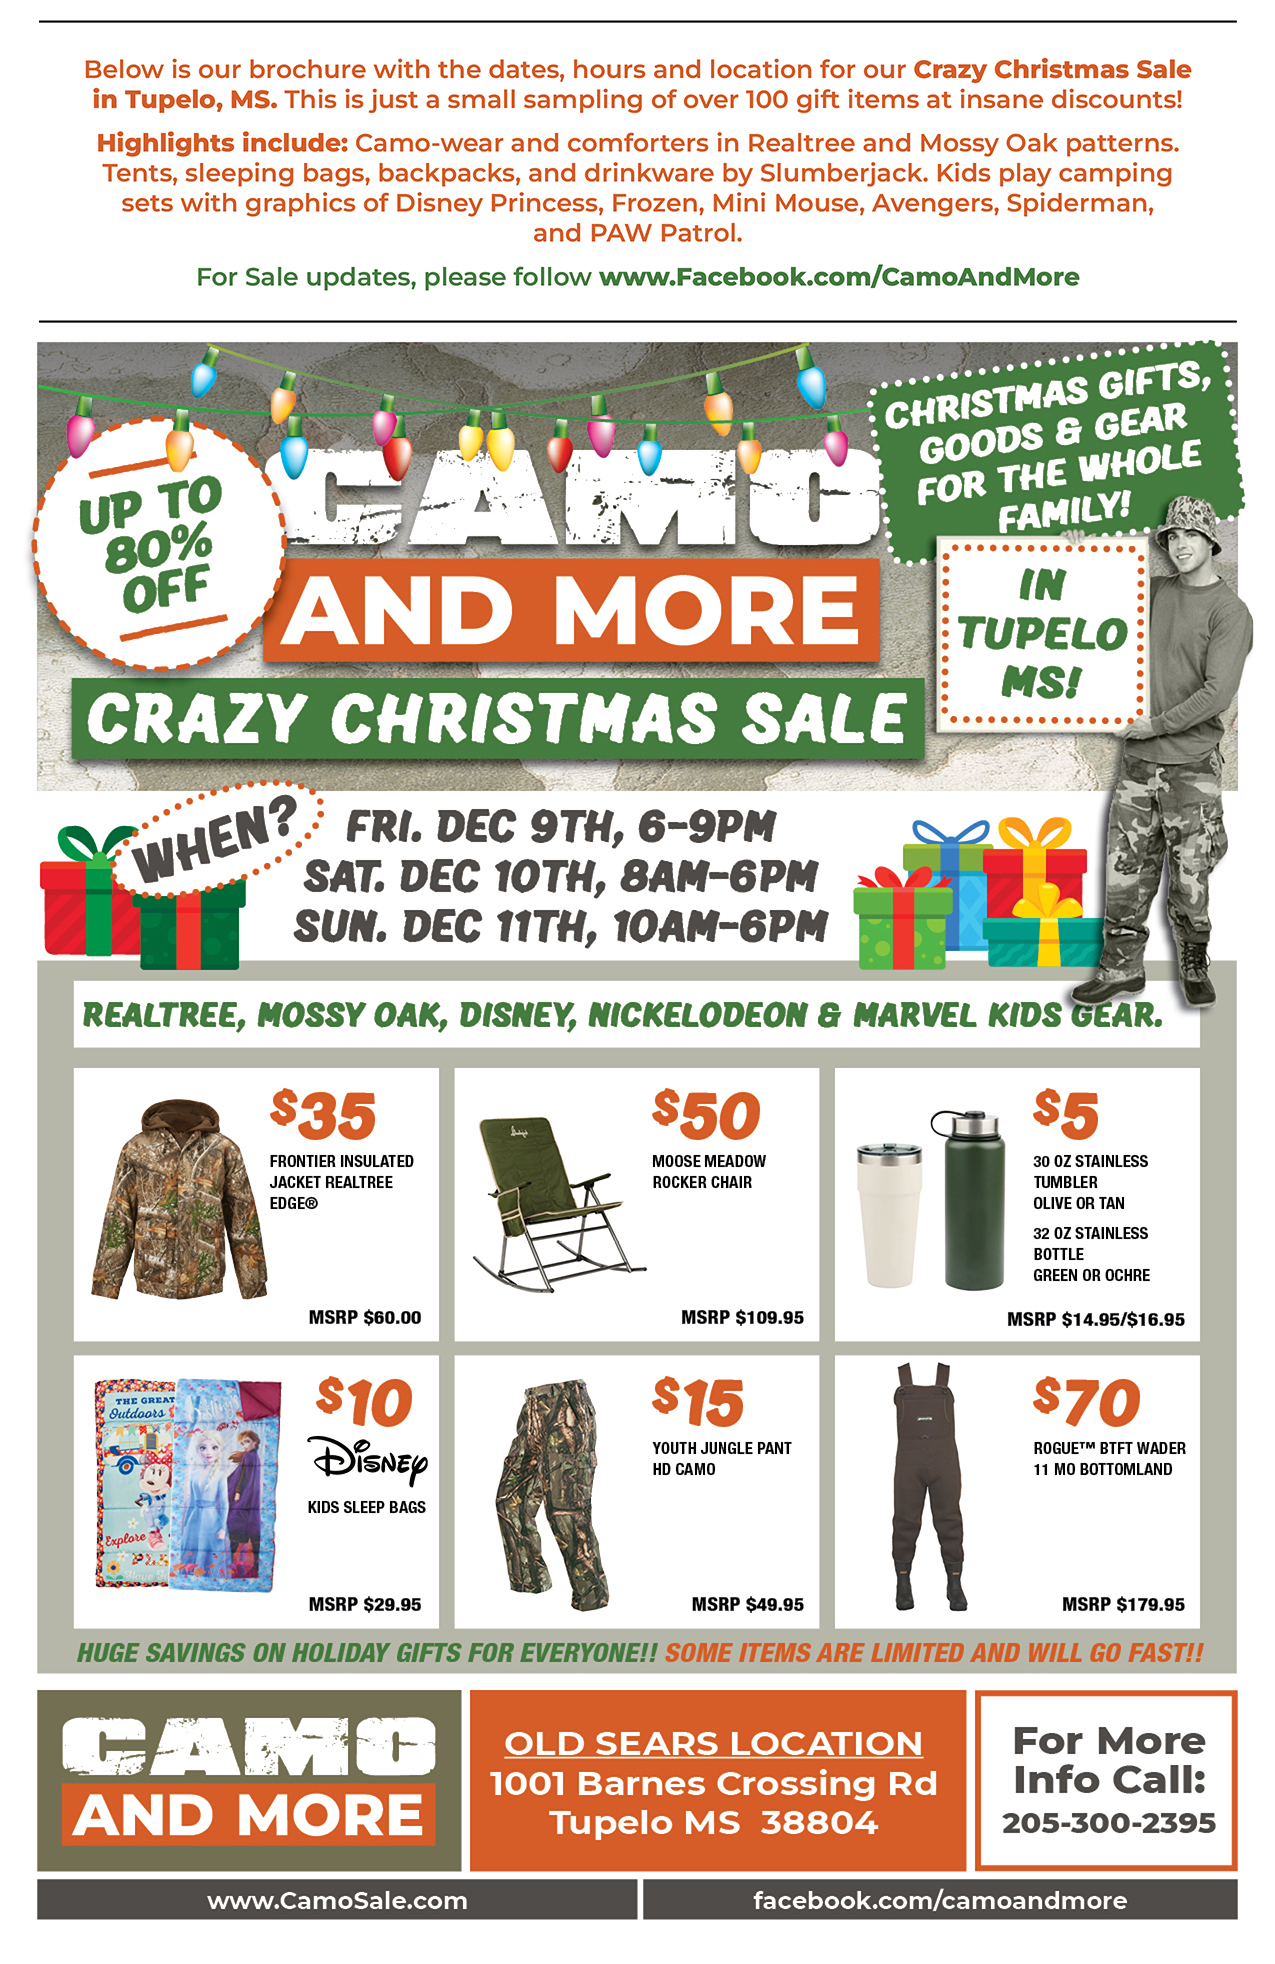 Below is our brochure with the dates, hours and location for our Crazy Christmas Sale
in Tupelo, MS. This is just a small sampling of over 100 gift items at insane discounts!
Highlights include: Camo-wear and comforters in Realtree and Mossy Oak patterns.
Tents, sleeping bags, backpacks, and drinkware by Slumberjack. Kids play camping
sets with graphics of Disney Princess, Frozen, Mini Mouse, Avengers, Spiderman,
and PAW Patrol.
For Sale updates, please follow www.Facebook.com/CamoAndMore
UP TO
80%
OFF
CAMO
AND MORE
CRAZY CHRISTMAS SALE
CHRISTMAS GIFTS,
GOODS & GEAR
FOR THE WHOLE
FAMILY!
IN
TUPELO
MS!
WHEN?
FRI. DEC 9TH, 6-9PM
SAT. DEC 10TH, 8AM-6PM
SUN. DEC 11TH, 10AM-6PM
REALTREE, MOSSY OAK, DISNEY, NICKELODEON & MARVEL KIDS GEAR.
$35
FRONTIER INSULATED
JACKET REALTREE
EDGE®
MSRP $60.00
$50
MOOSE MEADOW
ROCKER CHAIR
MSRP $109.95
$5
30 OZ STAINLESS
TUMBLER
OLIVE OR TAN
32 OZ STAINLESS
BOTTLE
GREEN OR OCHRE
MSRP $14.95/$16.95
THE GREAT
Outdoors
Explore
$10
Disney
KIDS SLEEP BAGS
MSRP $29.95
$15
YOUTH JUNGLE PANT
HD CAMO
MSRP $49.95
$70
ROGUE™ BTFT WADER
11 MO BOTTOMLAND
MSRP $179.95
HUGE SAVINGS ON HOLIDAY GIFTS FOR EVERYONE!! SOME ITEMS ARE LIMITED AND WILL GO FAST!!
CAMO
AND MORE
OLD SEARS LOCATION
1001 Barnes Crossing Rd
Tupelo MS 38804
For More
Info Call:
205-300-2395
www.CamoSale.com
facebook.com/camoandmore